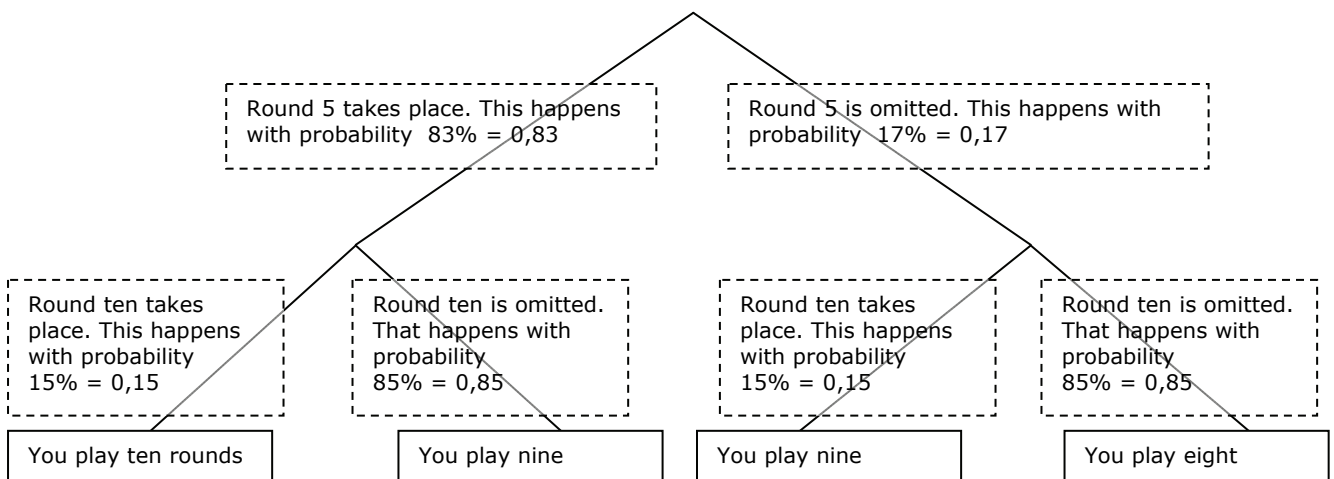 Round 5 takes place. This happens
with probability 83% = 0,83
Round 5 is omitted. This happens with
probability 17% = 0,17
Round ten takes
place. This happens
with probability
15% = 0,15
Round ten is omitted.
That happens with
probability
85% = 0,85
Round ten takes
place. This happens
with probability
15% = 0,15
Round ten is omitted.
That happens with
probability
85% = 0,85
You play ten rounds
You play nine
You play nine
You play eight